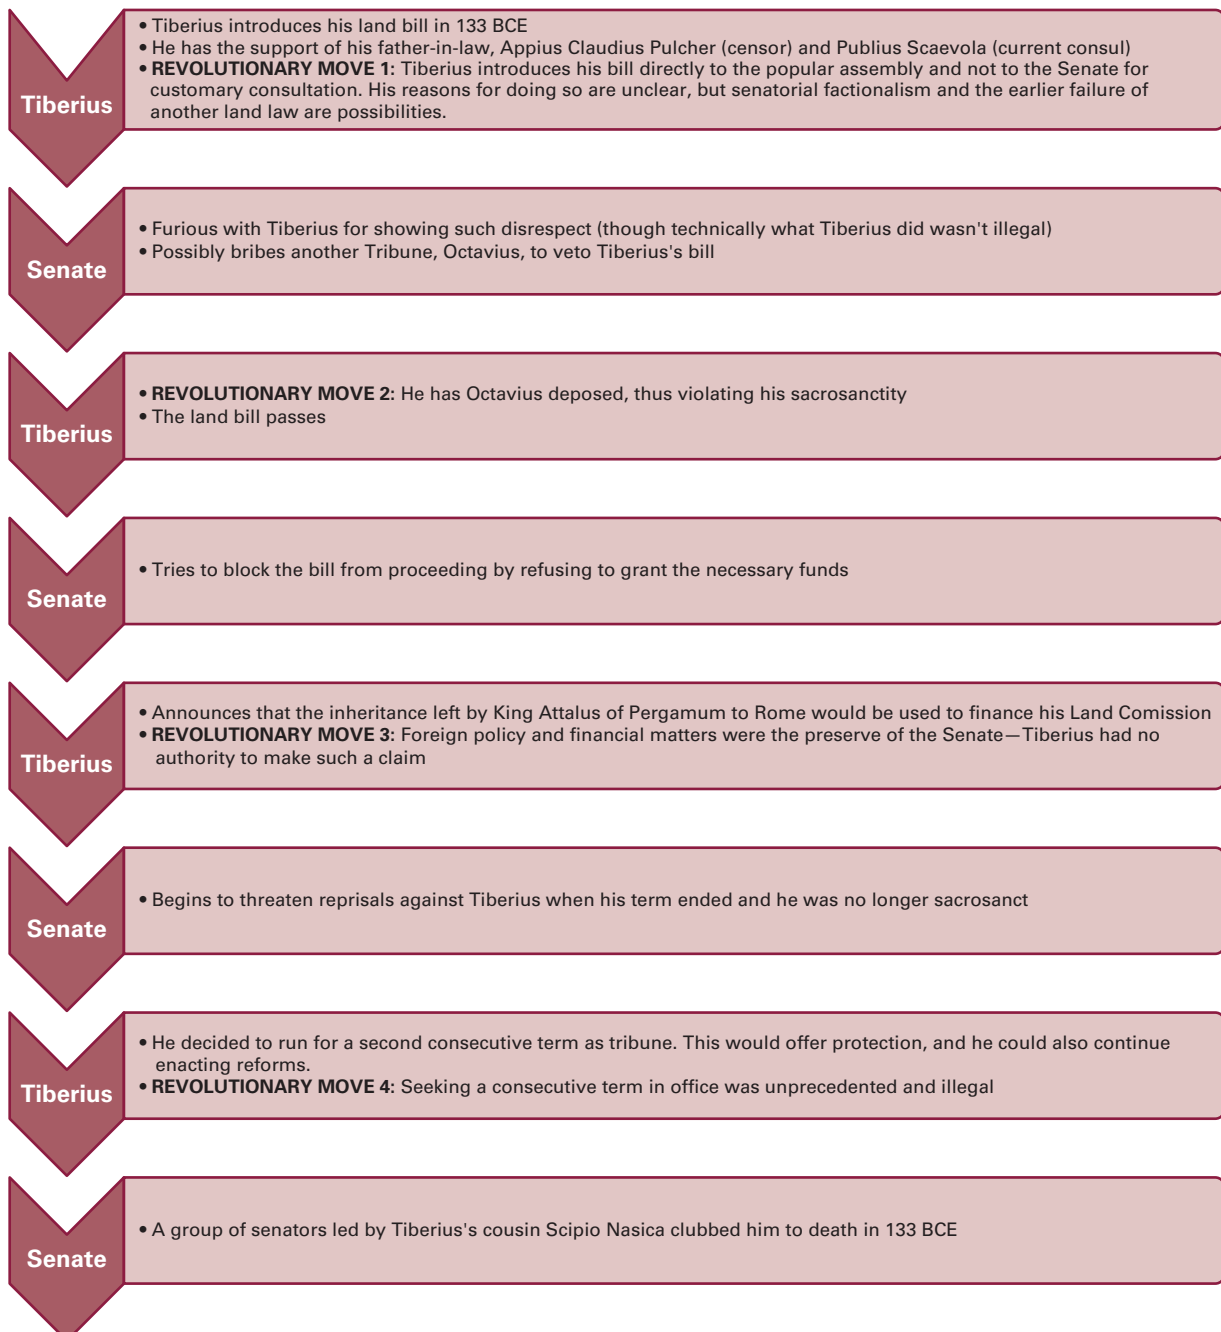 • Tiberius introduces his land bill in 133 BCE
• He has the support of his father-in-law, Appius Claudius Pulcher (censor) and Publius Scaevola (current consul)
• REVOLUTIONARY MOVE 1: Tiberius introduces his bill directly to the popular assembly and not to the Senate for
customary consultation. His reasons for doing so are unclear, but senatorial factionalism and the earlier failure of
another land law are possibilities.
Tiberius
• Furious with Tiberius for showing such disrespect (though technically what Tiberius did wasn't illegal)
• Possibly bribes another Tribune, Octavius, to veto Tiberius's bill
Senate
• REVOLUTIONARY MOVE 2: He has Octavius deposed, thus violating his sacrosanctity
• The land bill passes
Tiberius
• Tries to block the bill from proceeding by refusing to grant the necessary funds
Senate
• Announces that the inheritance left by King Attalus of Pergamum to Rome would be used to finance his Land Comission
• REVOLUTIONARY MOVE 3: Foreign policy and financial matters were the preserve of the Senate—Tiberius had no
authority to make such a claim
Tiberius
• Begins to threaten reprisals against Tiberius when his term ended and he was no longer sacrosanct
Senate
• He decided to run for a second consecutive term as tribune. This would offer protection, and he could also continue
enacting reforms.
• REVOLUTIONARY MOVE 4: Seeking a consecutive term in office was unprecedented and illegal
Tiberius
• A group of senators led by Tiberius's cousin Scipio Nasica clubbed him to death in 133 BCE
Senate